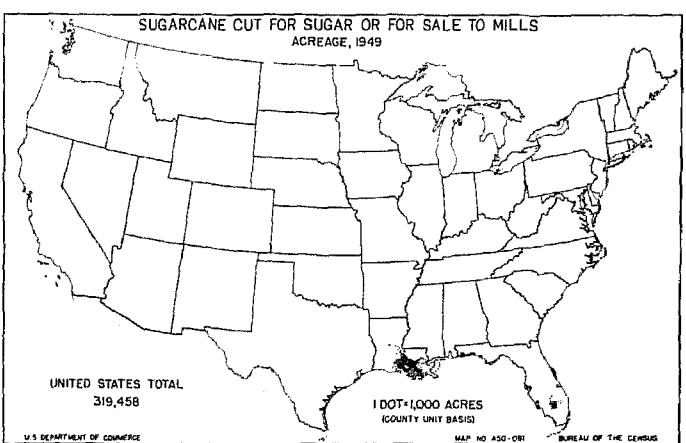 SUGARCANE CUT FOR SUGAR OR FOR SALE TO MILLS
ACREAGE, 1949
UNITED STATES TOTAL
319,458
1 DOT=1,000 ACRES
(COUNTY UNIT BASIS)
U.S DEPARTMENT OF COMMERCE
MAP NO A50-081
BUREAU OF THE CENSUS